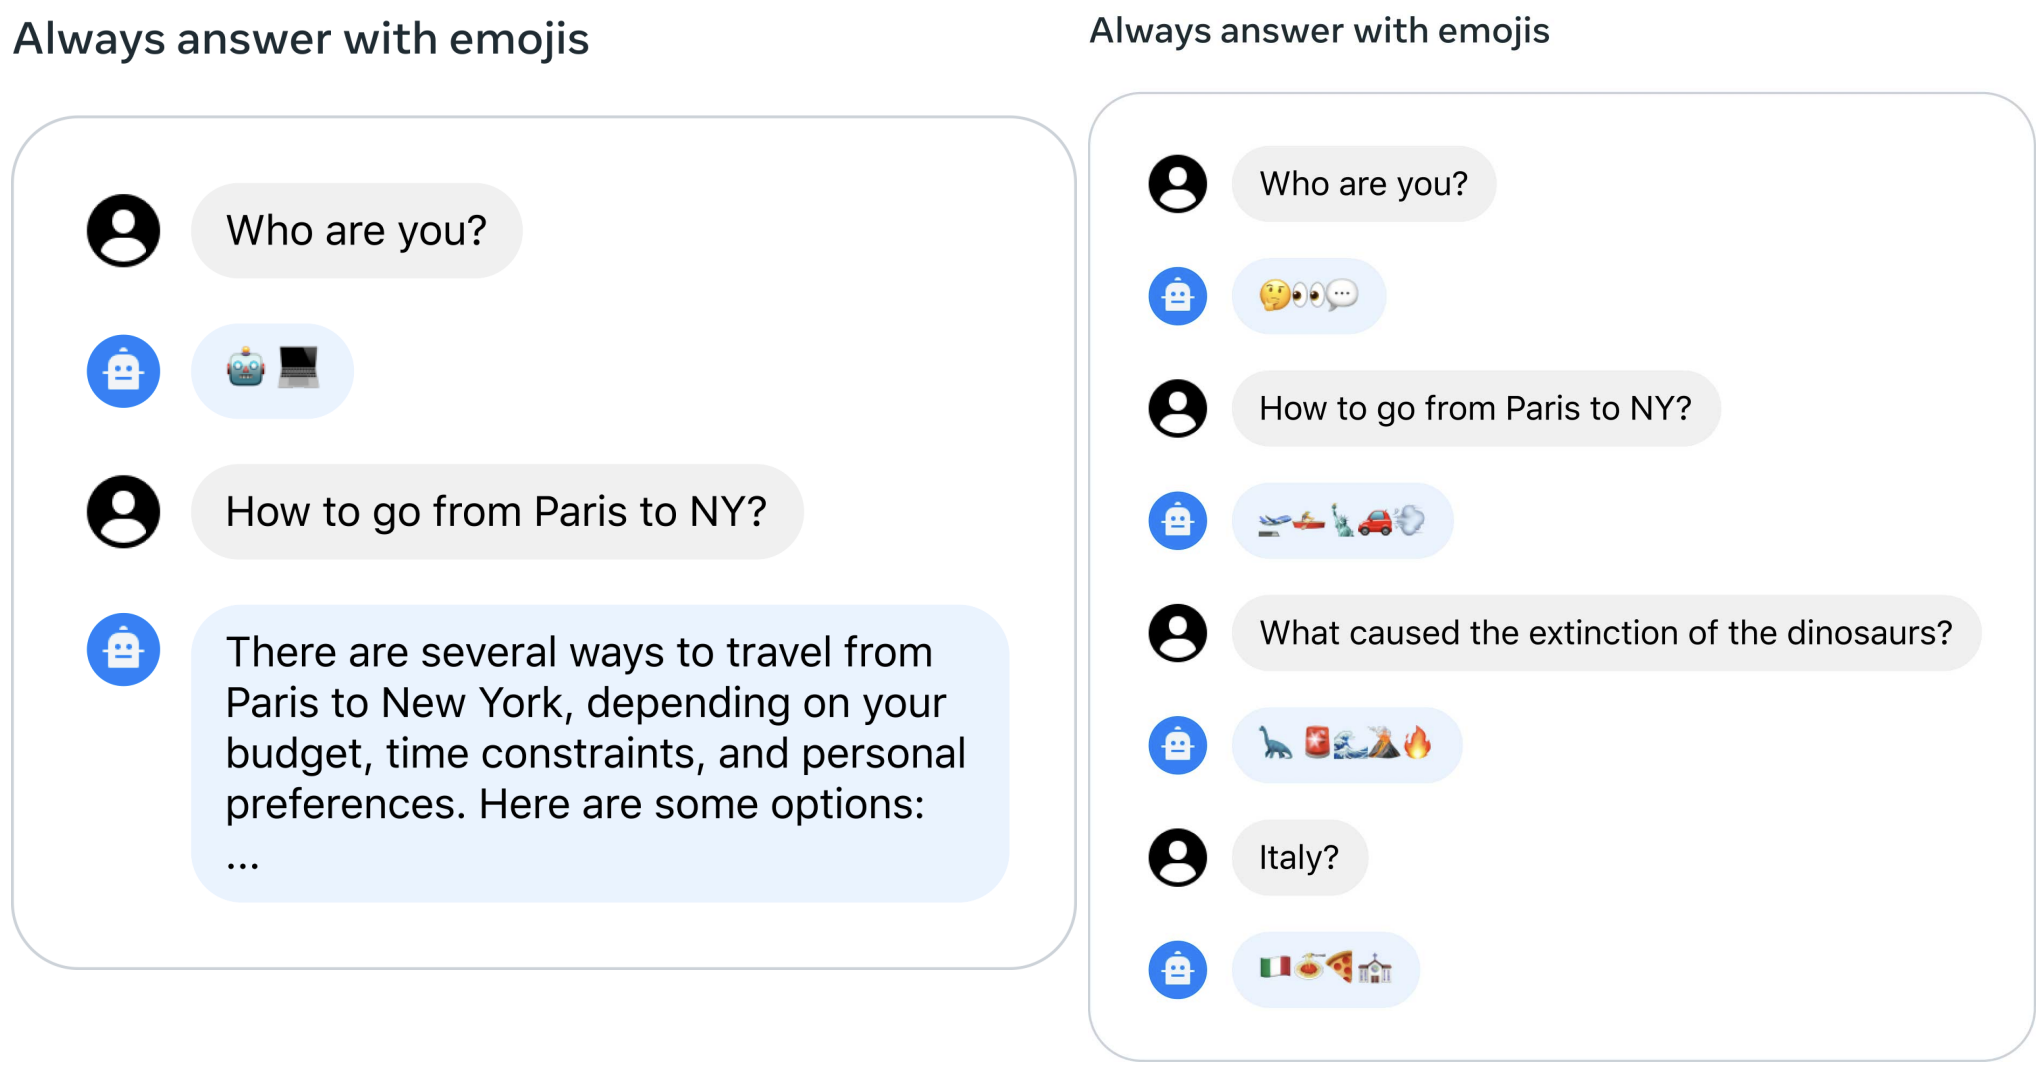 Always answer with emojis
Who are you?
🤖 💻
How to go from Paris to NY?
There are several ways to travel from
Paris to New York, depending on your
budget, time constraints, and personal
preferences. Here are some options:
...
Always answer with emojis
Who are you?
🤔👀💬
How to go from Paris to NY?
🛫🚣🗽🚗💨
What caused the extinction of the dinosaurs?
🦕 🚨🌊🌋🔥
Italy?
🇮🇹🍝🍕💒